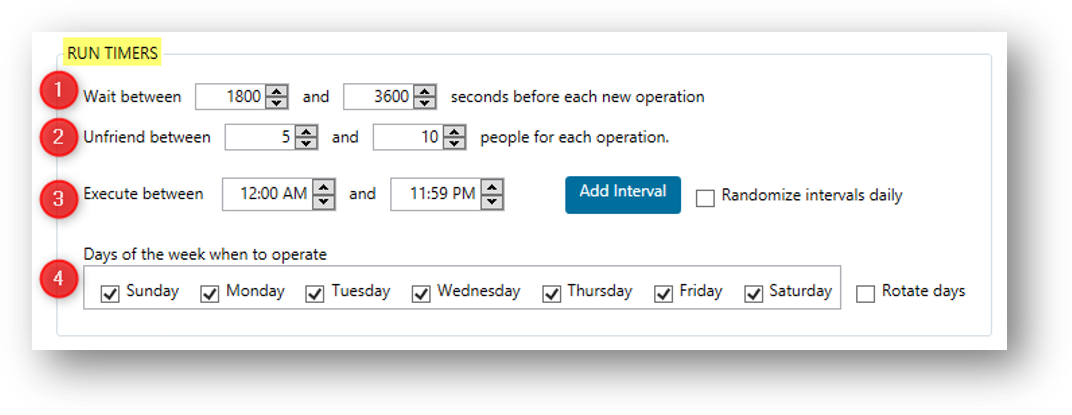 RUN TIMERS
1 Wait between 1800 and 3600 seconds before each new operation
2 Unfriend between 5 and 10 people for each operation.
3 Execute between 12:00 AM and 11:59 PM Add Interval Randomize intervals daily
Days of the week when to operate
4 Sunday Monday Tuesday Wednesday Thursday Friday Saturday Rotate days